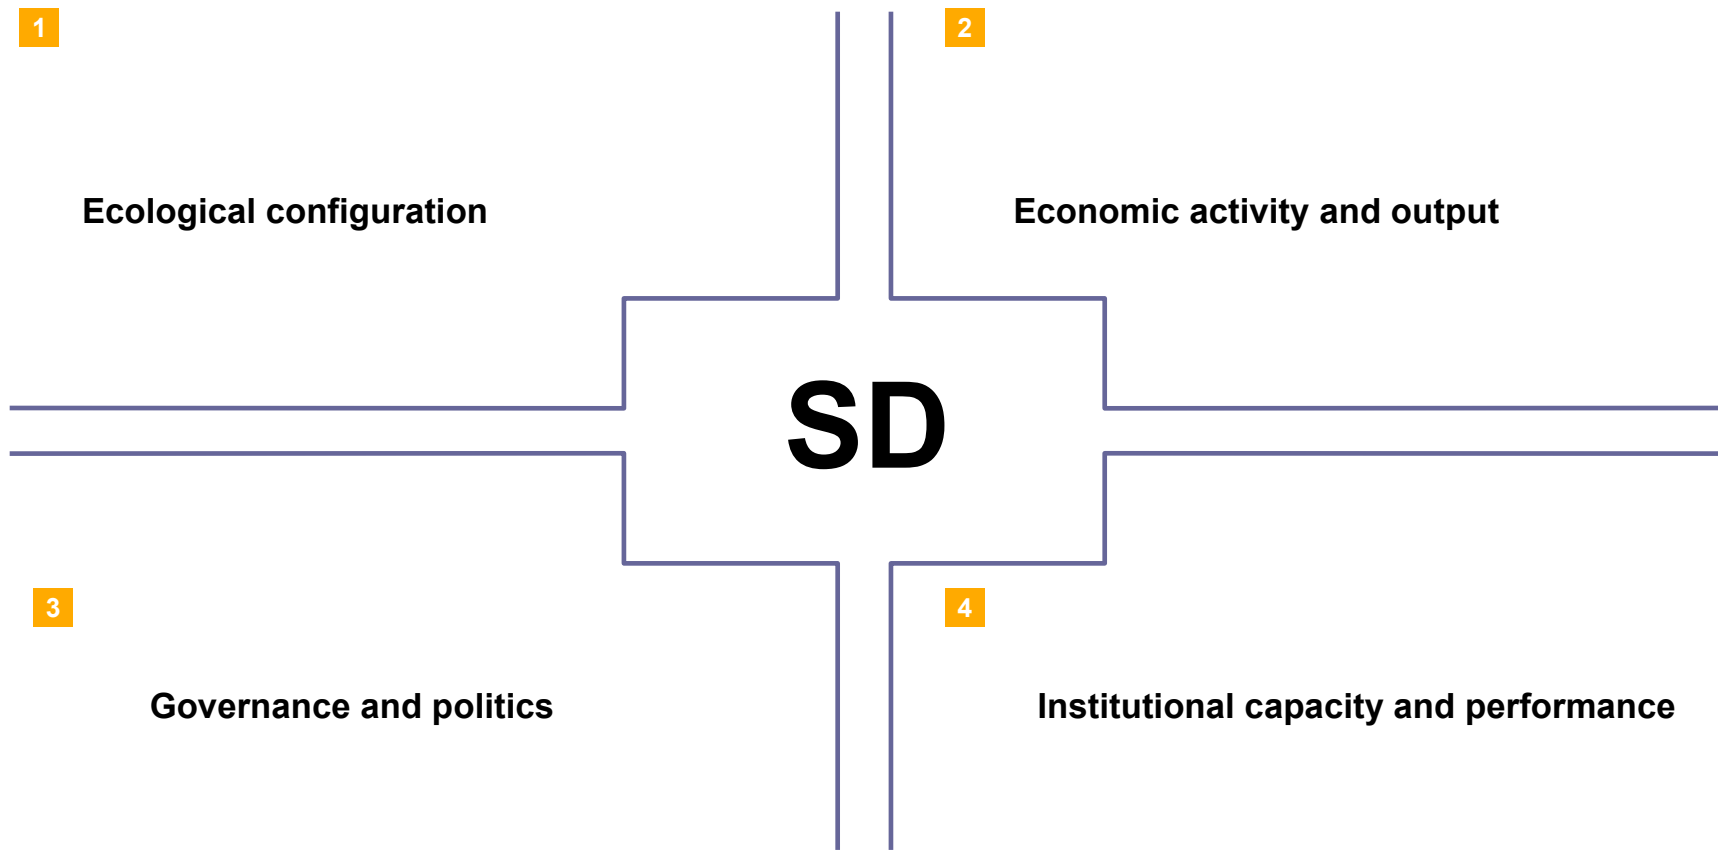 1
2
Ecological configuration
Economic activity and output
SD
3
4
Governance and politics
Institutional capacity and performance